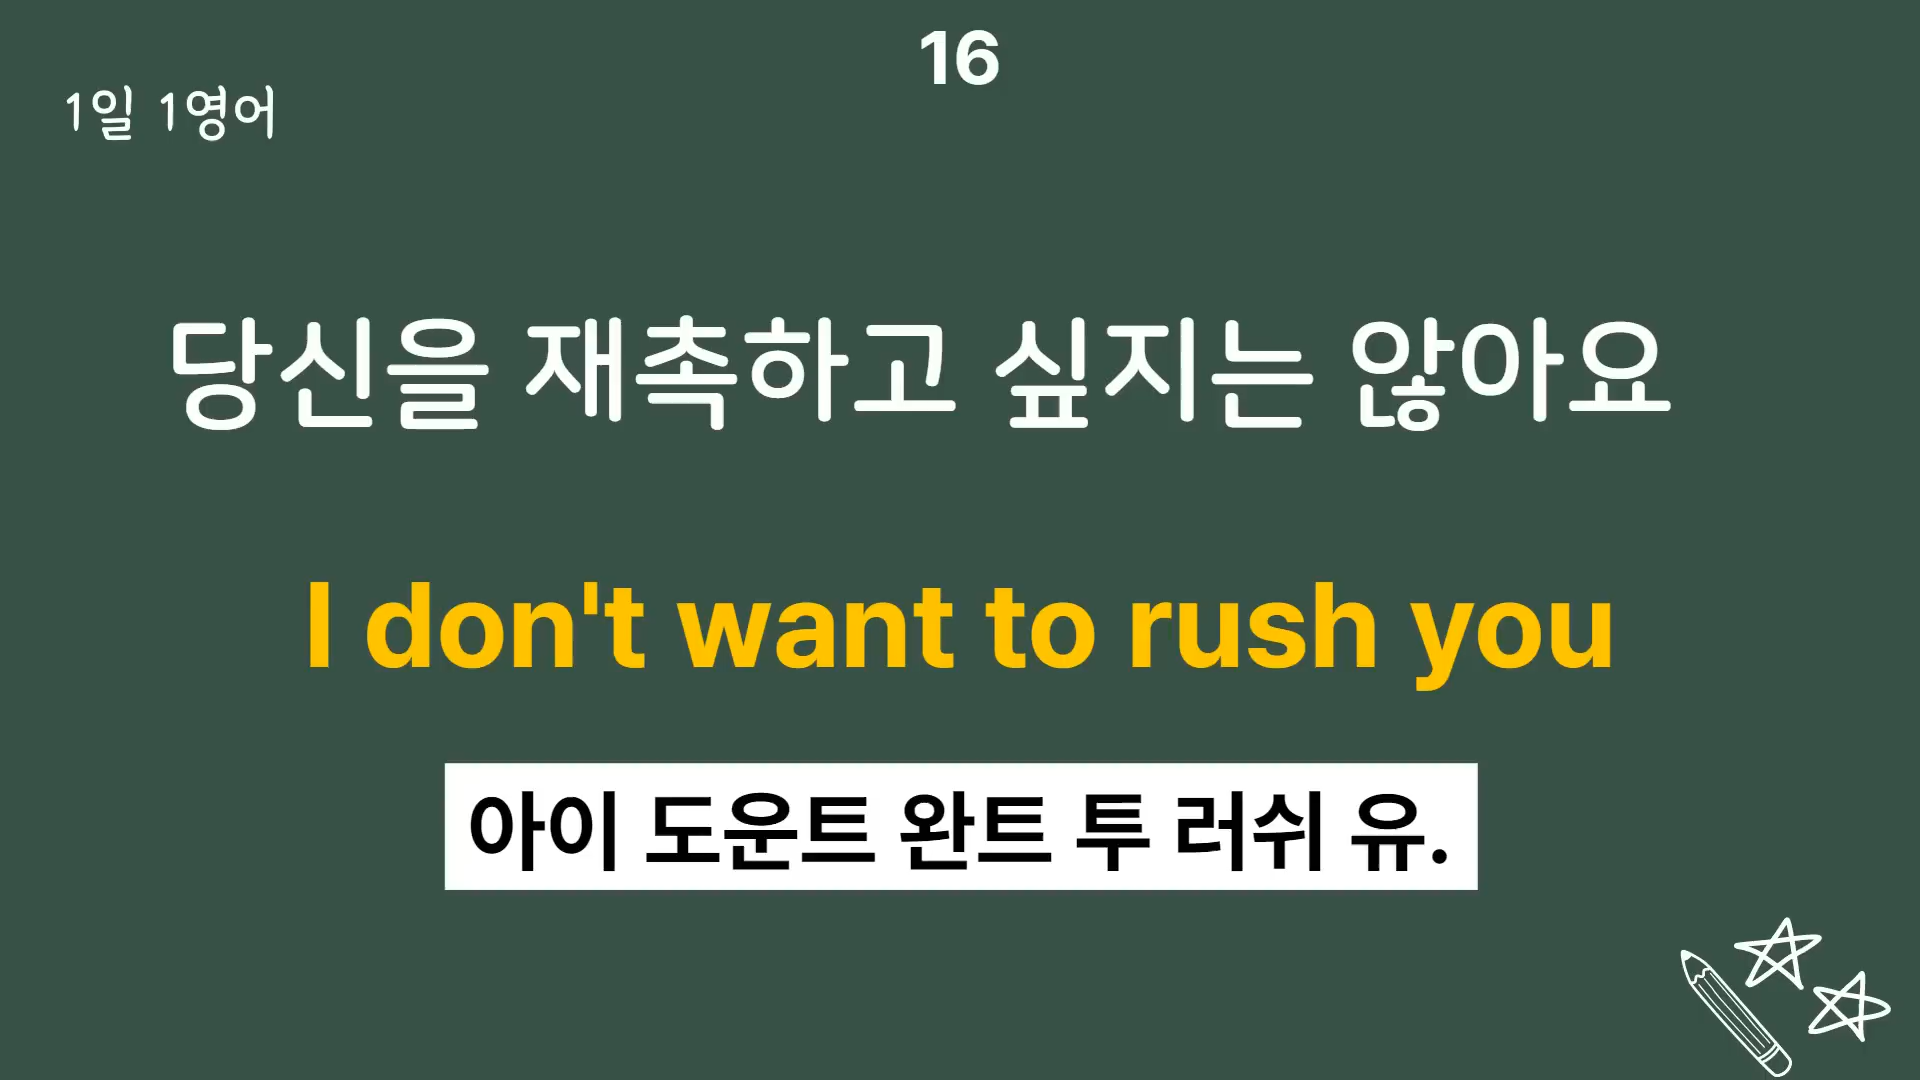 16
1일 1영어
당신을 재촉하고 싶지는 않아요
I don't want to rush you
아이 도운트 완트 투 러쉬 유.